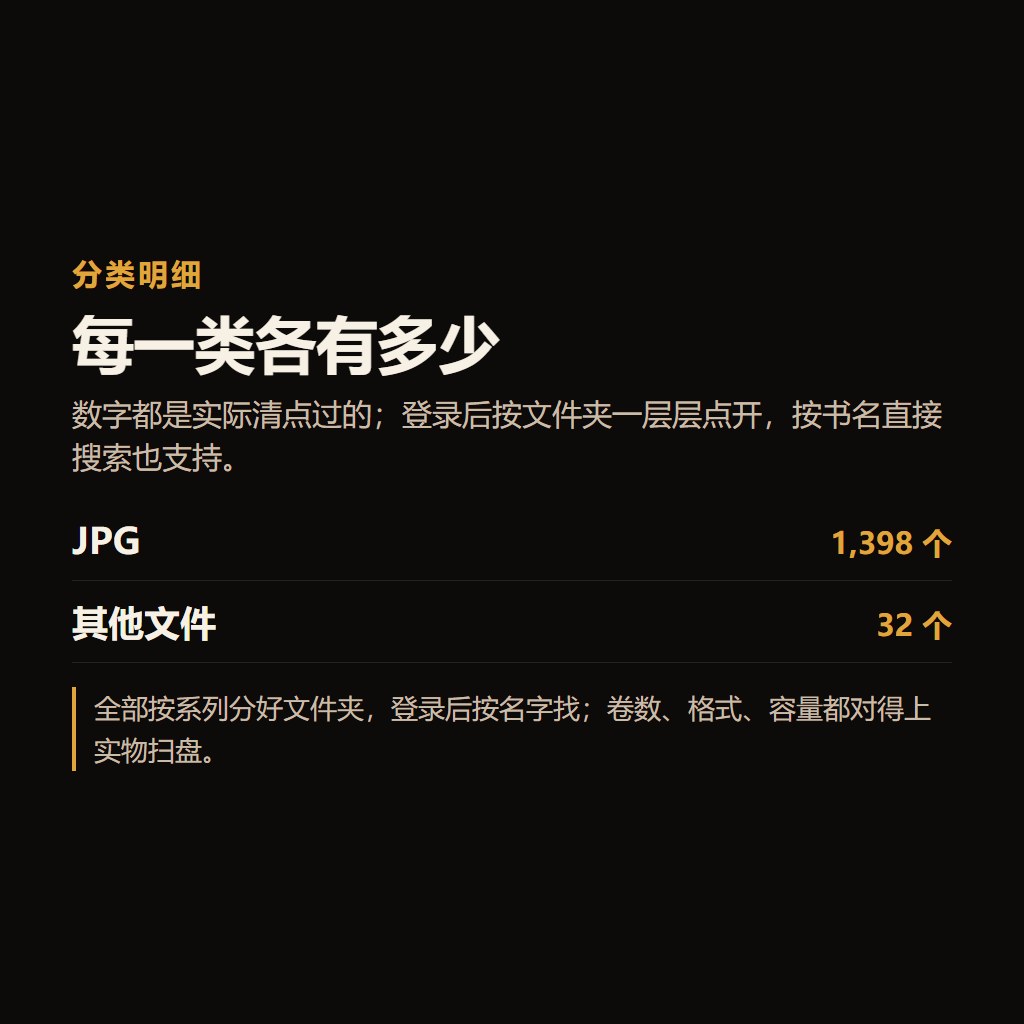 分类明细
每一类各有多少
数字都是实际清点过的；登录后按文件夹一层层点开，按书名直接
搜索也支持。
JPG
1,398 个
其他文件
32 个
全部按系列分好文件夹，登录后按名字找；卷数、格式、容量都对得上
实物扫盘。